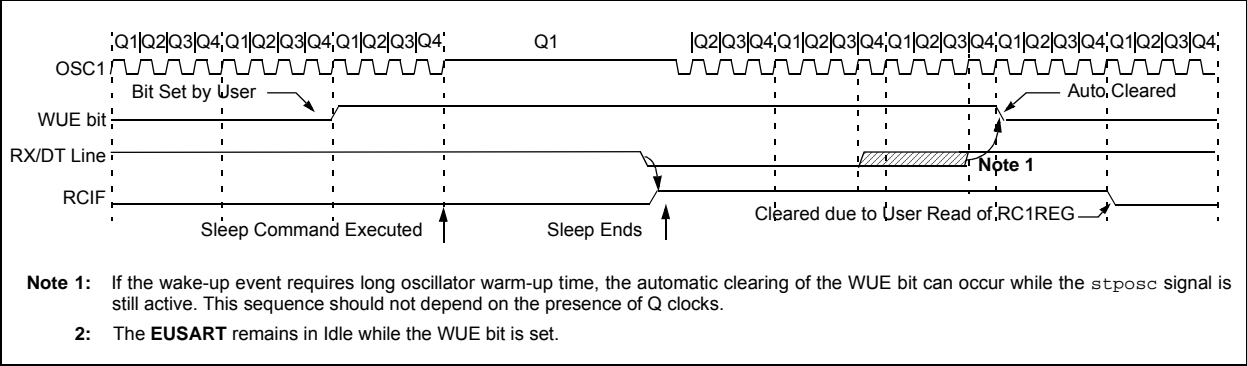 Q1 Q2 Q3 Q4 Q1 Q2 Q3 Q4 Q1 Q2 Q3 Q4 Q1 Q2 Q3 Q4 Q1 Q2 Q3 Q4 Q1 Q2 Q3 Q4 Q1 Q2 Q3 Q4 Q1 Q2 Q3 Q4
OSC1
Bit Set by User
Auto Cleared
WUE bit
RX/DT Line
Note 1
RCIF
Cleared due to User Read of RC1REG
Sleep Command Executed
Sleep Ends
Note 1: If the wake-up event requires long oscillator warm-up time, the automatic clearing of the WUE bit can occur while the stposc signal is
still active. This sequence should not depend on the presence of Q clocks.
2: The EUSART remains in Idle while the WUE bit is set.